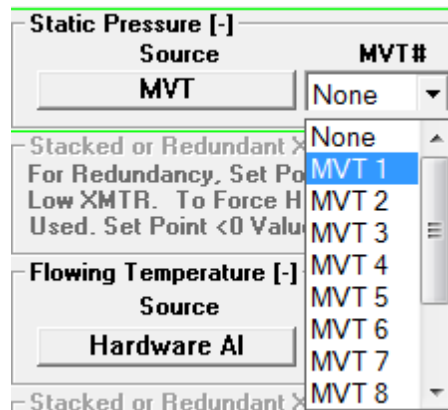 Static Pressure [-]
Source MVT#
MVT None
None
Stacked or Redundant X
For Redundancy, Set Po MVT 1
Low XMTR. To Force H MVT 2
Used. Set Point <0 Valu MVT 3
MVT 4
Flowing Temperature [-] MVT 5
Source MVT 6
Hardware AI MVT 7
MVT 8
Stacked or Redundant X